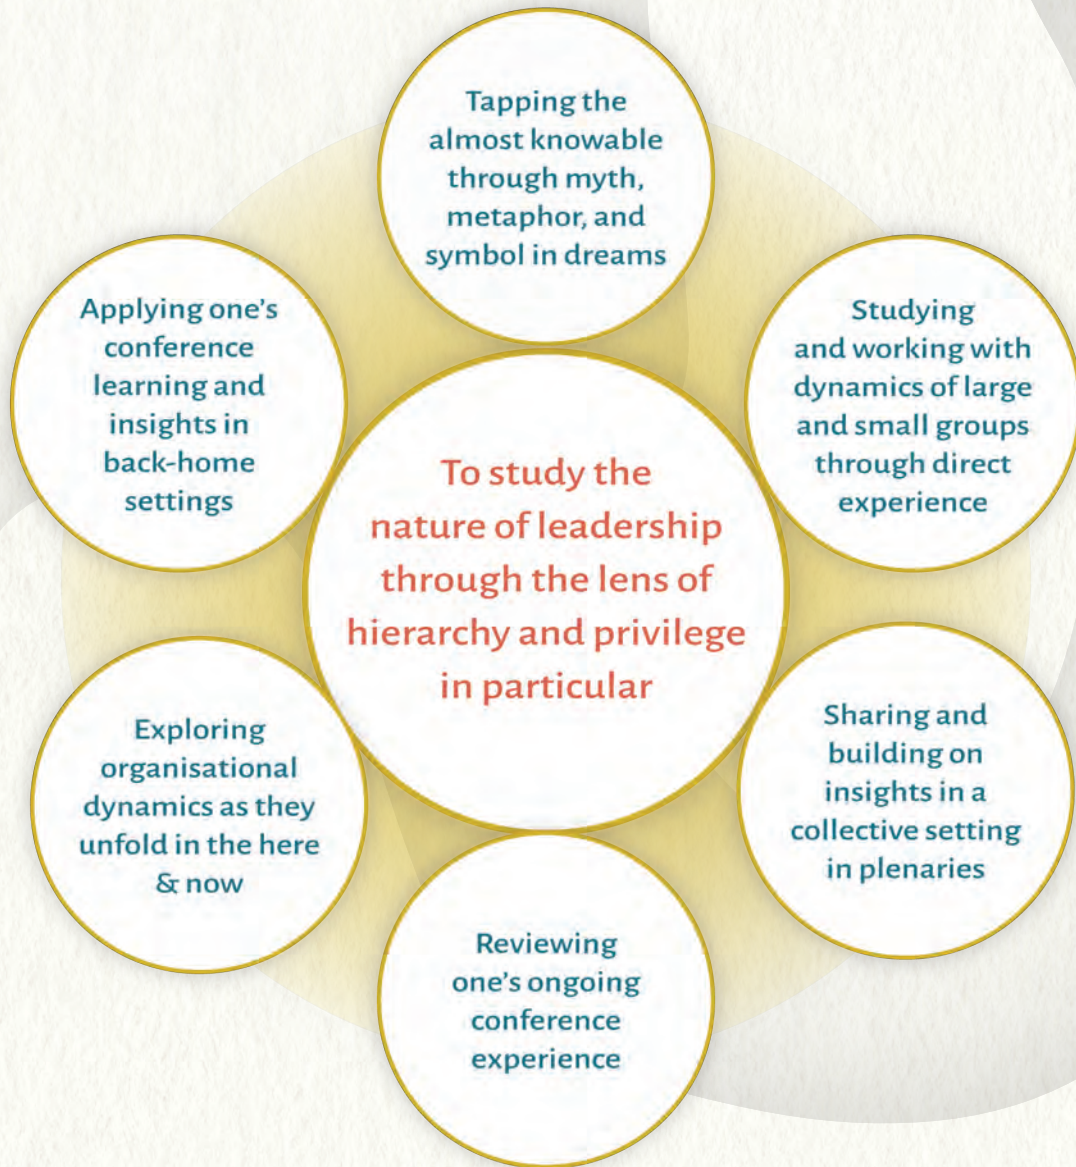 Tapping the
almost knowable
through myth,
metaphor, and
symbol in dreams
Studying
and working with
dynamics of large
and small groups
through direct
experience
Sharing and
building on
insights in a
collective setting
in plenaries
Reviewing
one's ongoing
conference
experience
Exploring
organisational
dynamics as they
unfold in the here
& now
Applying one's
conference
learning and
insights in
back-home
settings
To study the
nature of leadership
through the lens of
hierarchy and privilege
in particular